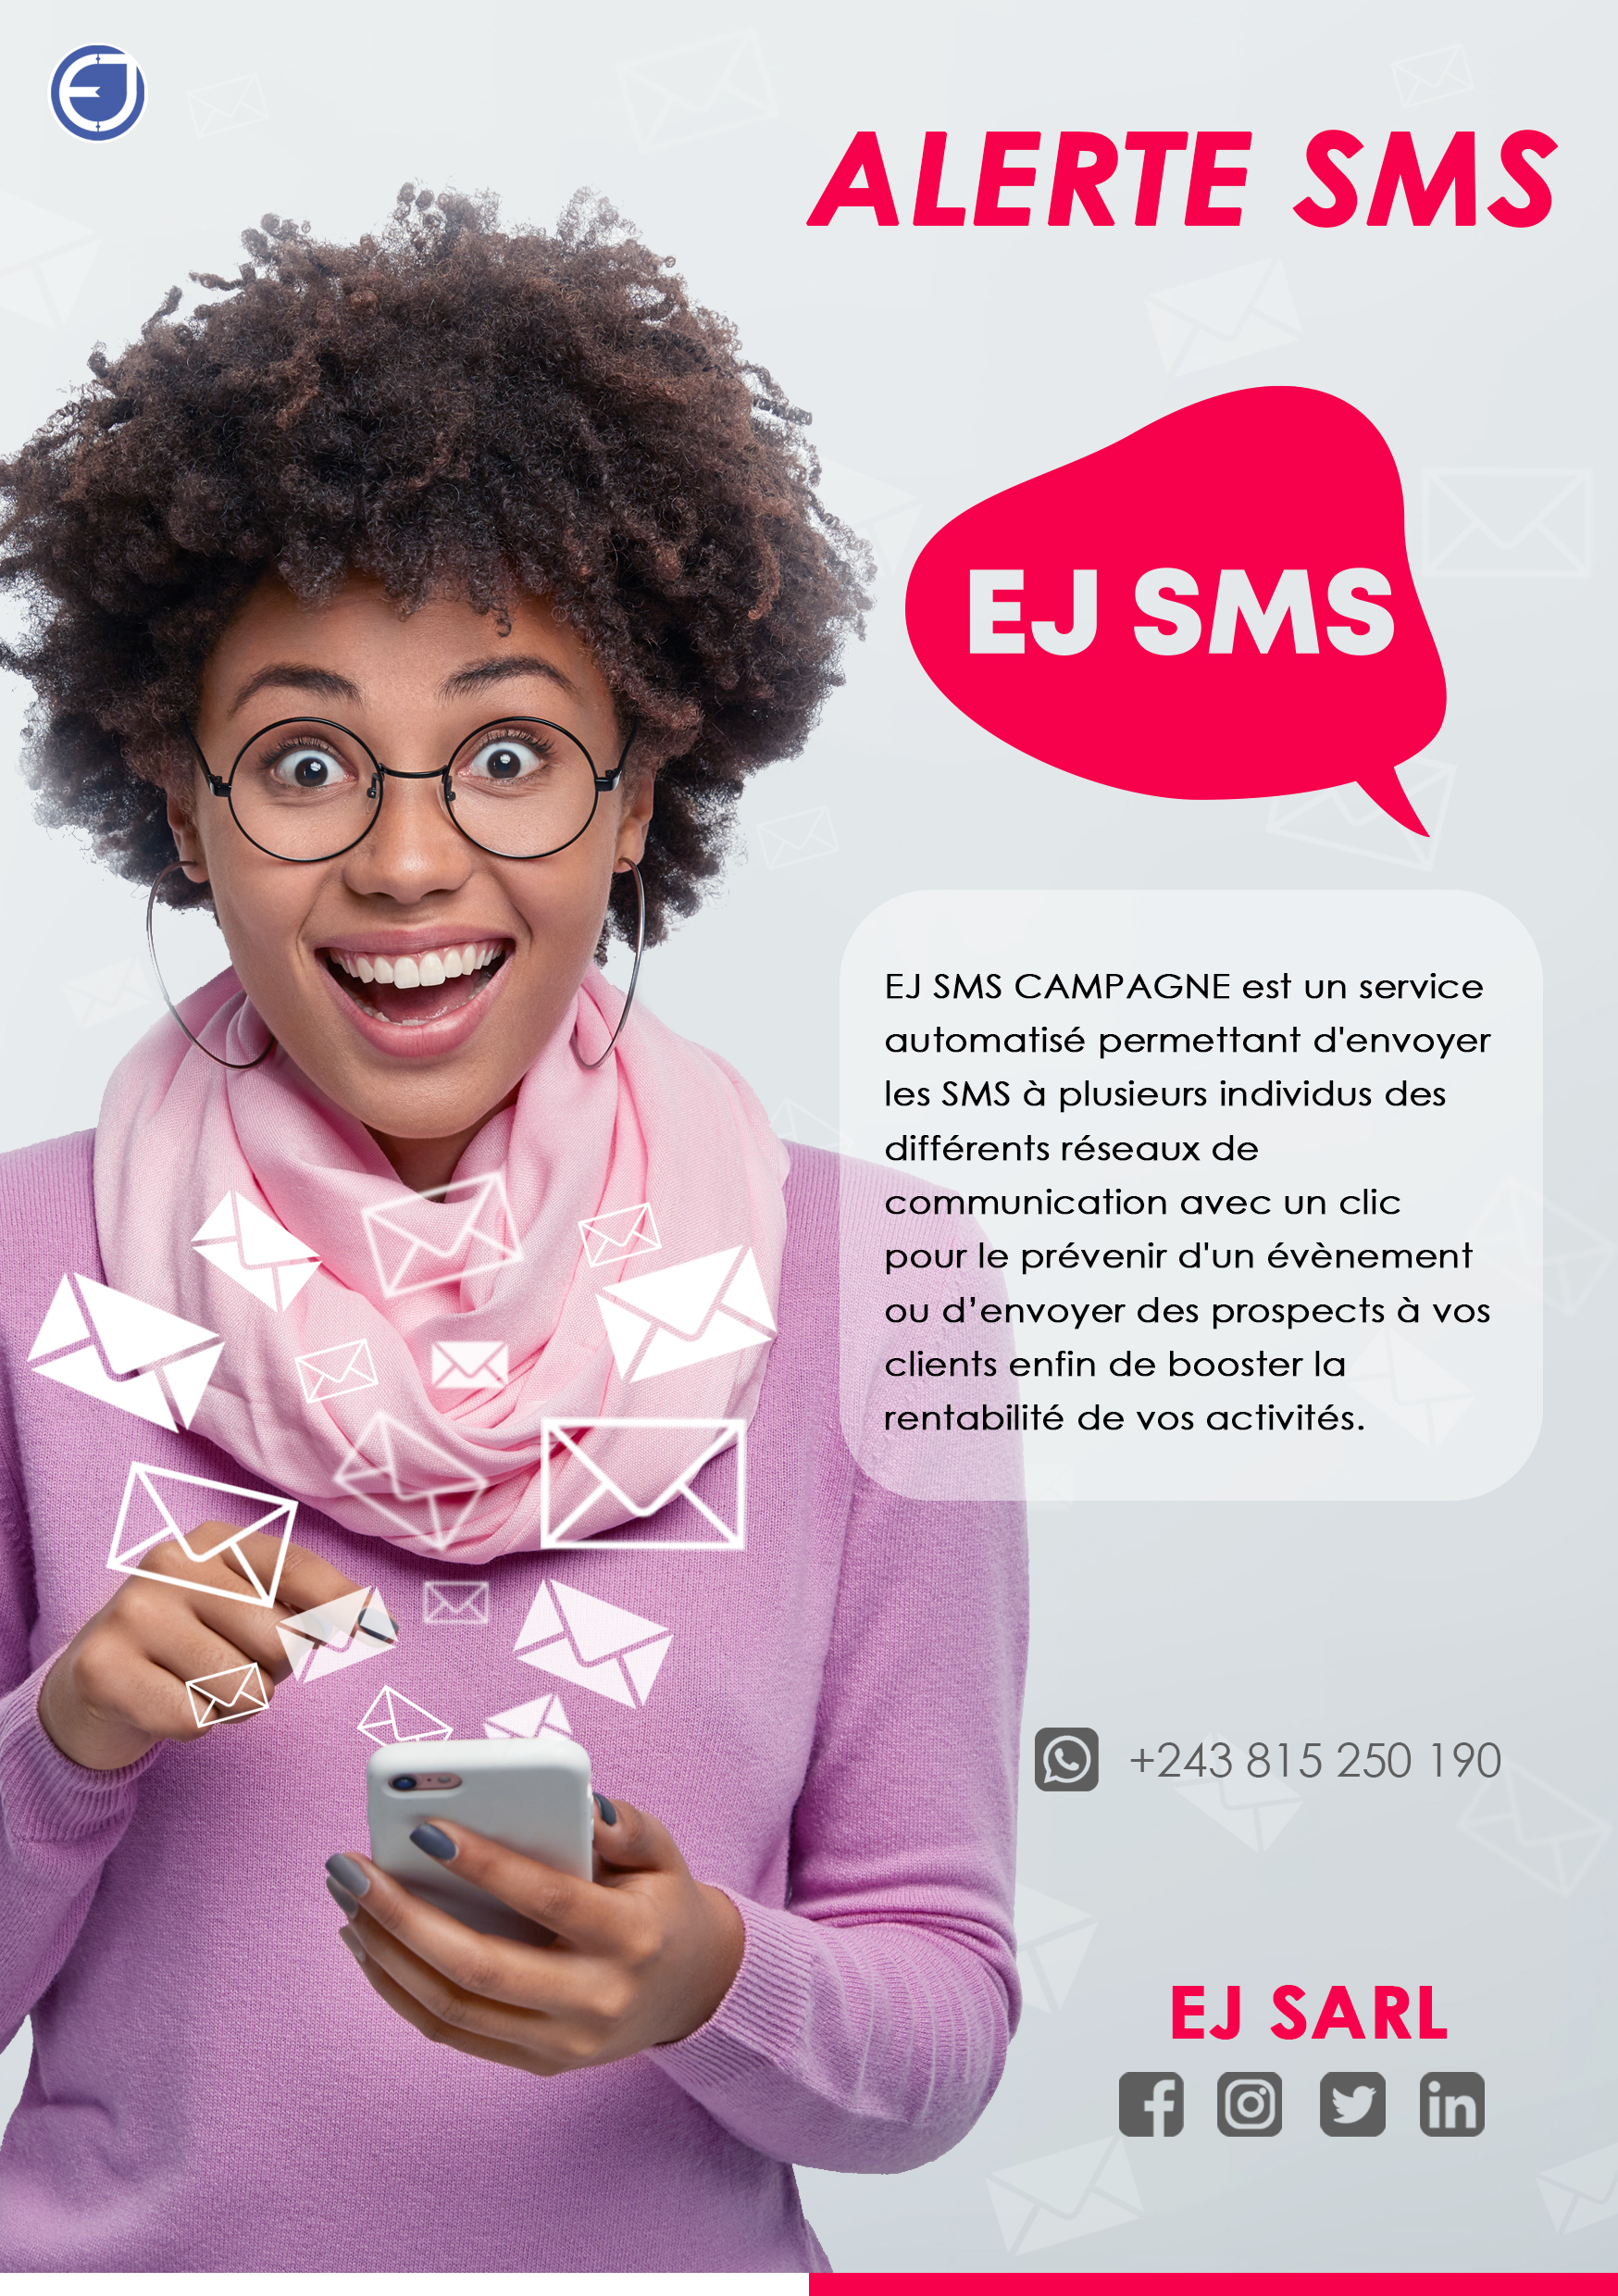 EJ
ALERTE SMS
EJ SMS
EJ SMS CAMPAGNE est un service
automatisé permettant d'envoyer
les SMS à plusieurs individus des
différents réseaux de
communication avec un clic
pour le prévenir d'un évènement
ou d’envoyer des prospects à vos
clients enfin de booster la
rentabilité de vos activités.
+243 815 250 190
EJ SARL